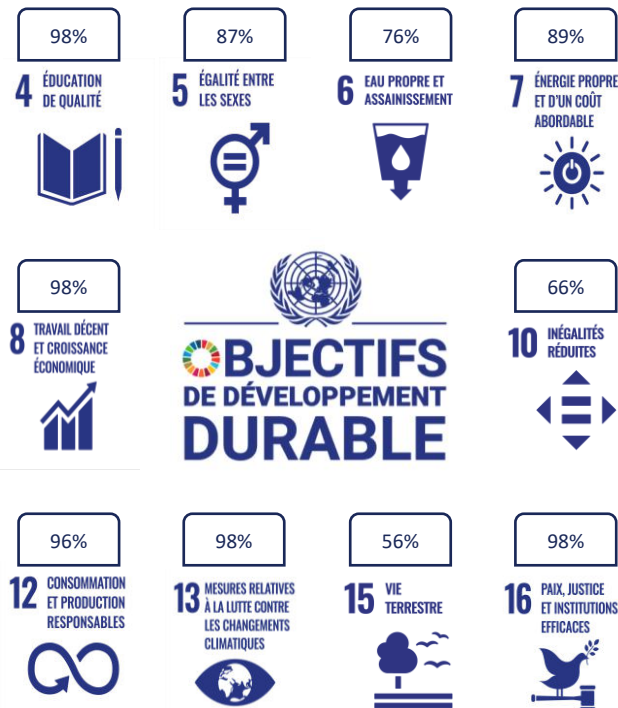 98%
4 ÉDUCATION
DE QUALITÉ
87%
5 ÉGALITÉ ENTRE
LES SEXES
76%
6 EAU PROPRE ET
ASSAINISSEMENT
89%
7 ÉNERGIE PROPRE
ET D'UN COÛT
ABORDABLE
98%
8 TRAVAIL DÉCENT
ET CROISSANCE
ÉCONOMIQUE
OBJECTIFS
DE DÉVELOPPEMENT
DURABLE
66%
10 INÉGALITÉS
RÉDUITES
96%
12 CONSOMMATION
ET PRODUCTION
RESPONSABLES
98%
13 MESURES RELATIVES
À LA LUTTE CONTRE
LES CHANGEMENTS
CLIMATIQUES
56%
15 VIE
TERRESTRE
98%
16 PAIX, JUSTICE
ET INSTITUTIONS
EFFICACES